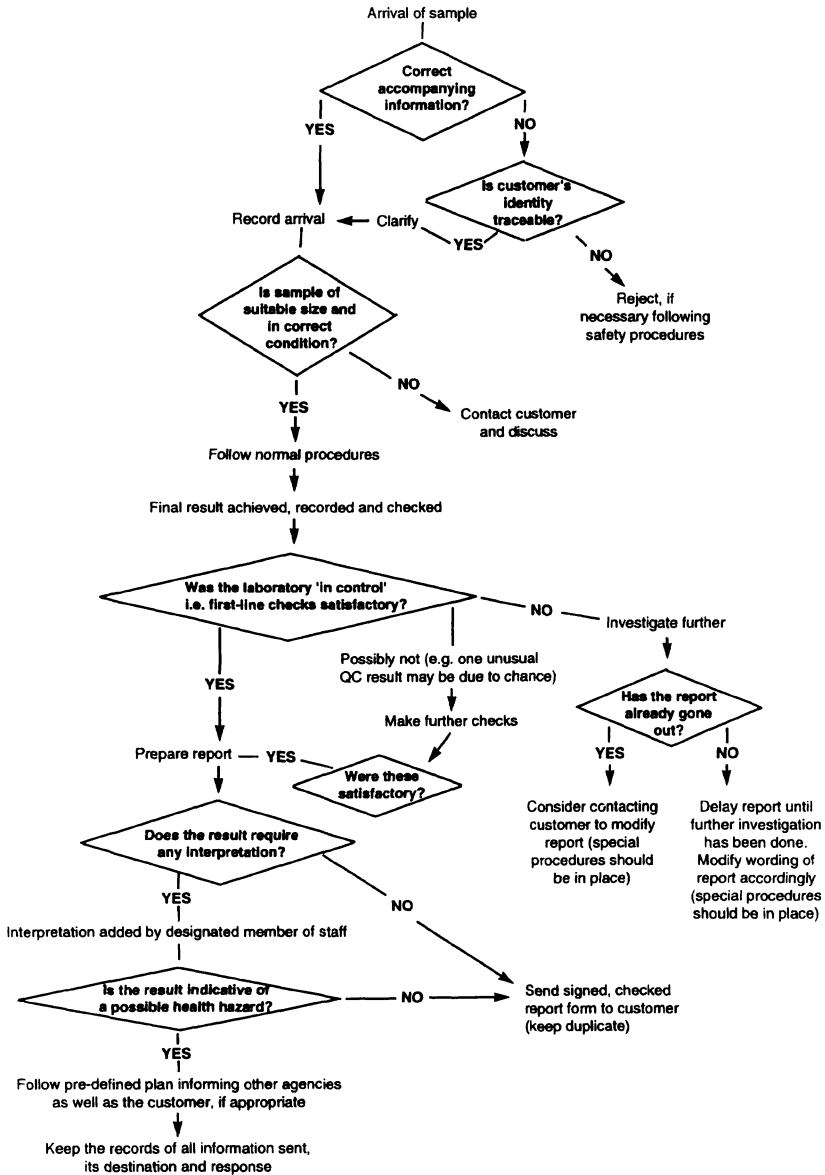 Arrival of sample
Correct
accompanying
information?
YES
NO
Is customer's
identity
traceable?
Record arrival
Clarify
YES
NO
Reject, if
necessary following
safety procedures
Is sample of
suitable size and
in correct
condition?
NO
YES
Contact customer
and discuss
Follow normal procedures
Final result achieved, recorded and checked
Was the laboratory 'in control'
i.e. first-line checks satisfactory?
NO
Investigate further
Possibly not (e.g. one unusual
QC result may be due to chance)
YES
Make further checks
Has the report
already gone
out?
YES
NO
Prepare report
YES
Were these
satisfactory?
Consider contacting
customer to modify
report (special
procedures should
be in place)
Delay report until
further investigation
has been done.
Modify wording of
report accordingly
(special procedures
should be in place)
Does the result require
any interpretation?
YES
NO
Interpretation added by designated member of staff
Is the result indicative of
a possible health hazard?
NO
Send signed, checked
report form to customer
(keep duplicate)
YES
Follow pre-defined plan informing other agencies
as well as the customer, if appropriate
Keep the records of all information sent,
its destination and response